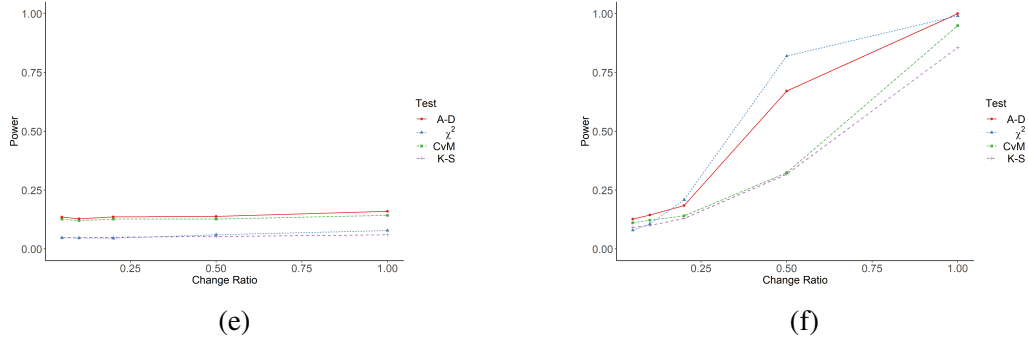 1.00
0.75
0.50
0.25
0.00
Power
0.25
0.50
0.75
1.00
Change Ratio
Test
A-D
χ²
CvM
K-S
(e)
1.00
0.75
0.50
0.25
0.00
Power
0.25
0.50
0.75
1.00
Change Ratio
Test
A-D
χ²
CvM
K-S
(f)